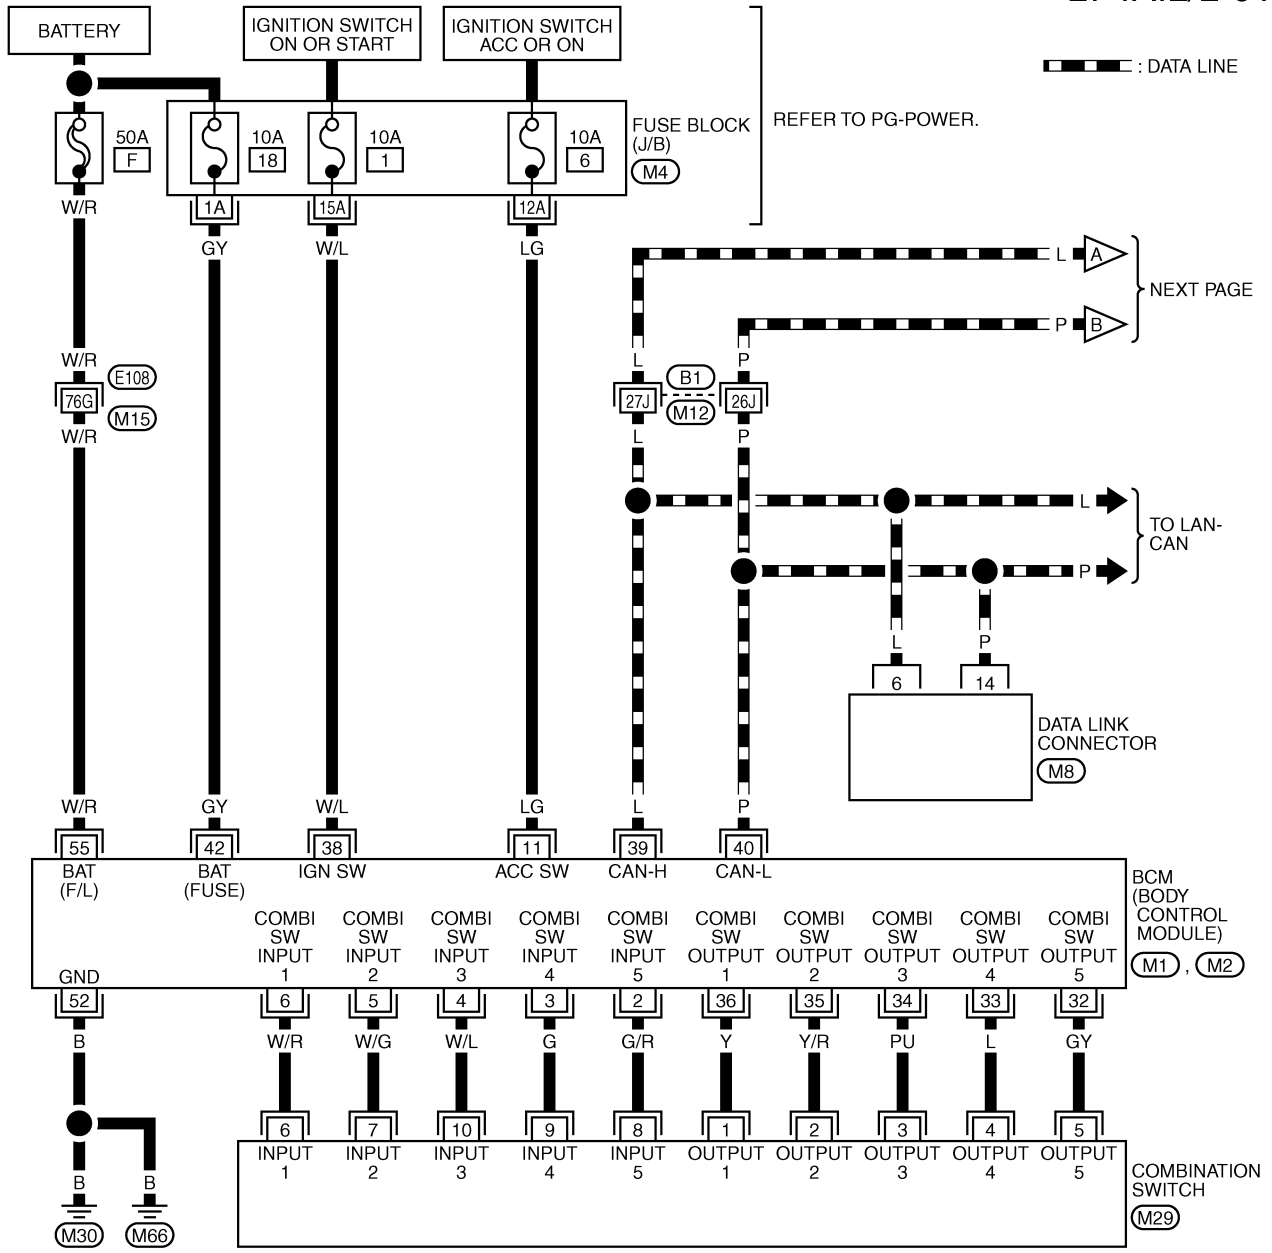 BATTERY
IGNITION SWITCH
ON OR START
IGNITION SWITCH
ACC OR ON
: DATA LINE
50A
F
10A
18
10A
1
10A
6
FUSE BLOCK
(J/B)
M4
REFER TO PG-POWER.
1A
15A
12A
W/R
GY
W/L
LG
L
A
P
B
NEXT PAGE
W/R
E108
76G
M15
W/R
L
P
B1
27J
26J
M12
L
P
L
P
TO LAN-
CAN
L
P
6
14
DATA LINK
CONNECTOR
M8
W/R
GY
W/L
LG
L
P
55
42
38
11
39
40
BAT
(F/L)
BAT
(FUSE)
IGN SW
ACC SW
CAN-H
CAN-L
BCM
(BODY
CONTROL
MODULE)
M1 , M2
COMBI
SW
INPUT
1
COMBI
SW
INPUT
2
COMBI
SW
INPUT
3
COMBI
SW
INPUT
4
COMBI
SW
INPUT
5
COMBI
SW
OUTPUT
1
COMBI
SW
OUTPUT
2
COMBI
SW
OUTPUT
3
COMBI
SW
OUTPUT
4
COMBI
SW
OUTPUT
5
GND
52
6
5
4
3
2
36
35
34
33
32
B
W/R
W/G
W/L
G
G/R
Y
Y/R
PU
L
GY
6
7
10
9
8
1
2
3
4
5
INPUT
1
INPUT
2
INPUT
3
INPUT
4
INPUT
5
OUTPUT
1
OUTPUT
2
OUTPUT
3
OUTPUT
4
OUTPUT
5
COMBINATION
SWITCH
M29
B
B
M30
M66